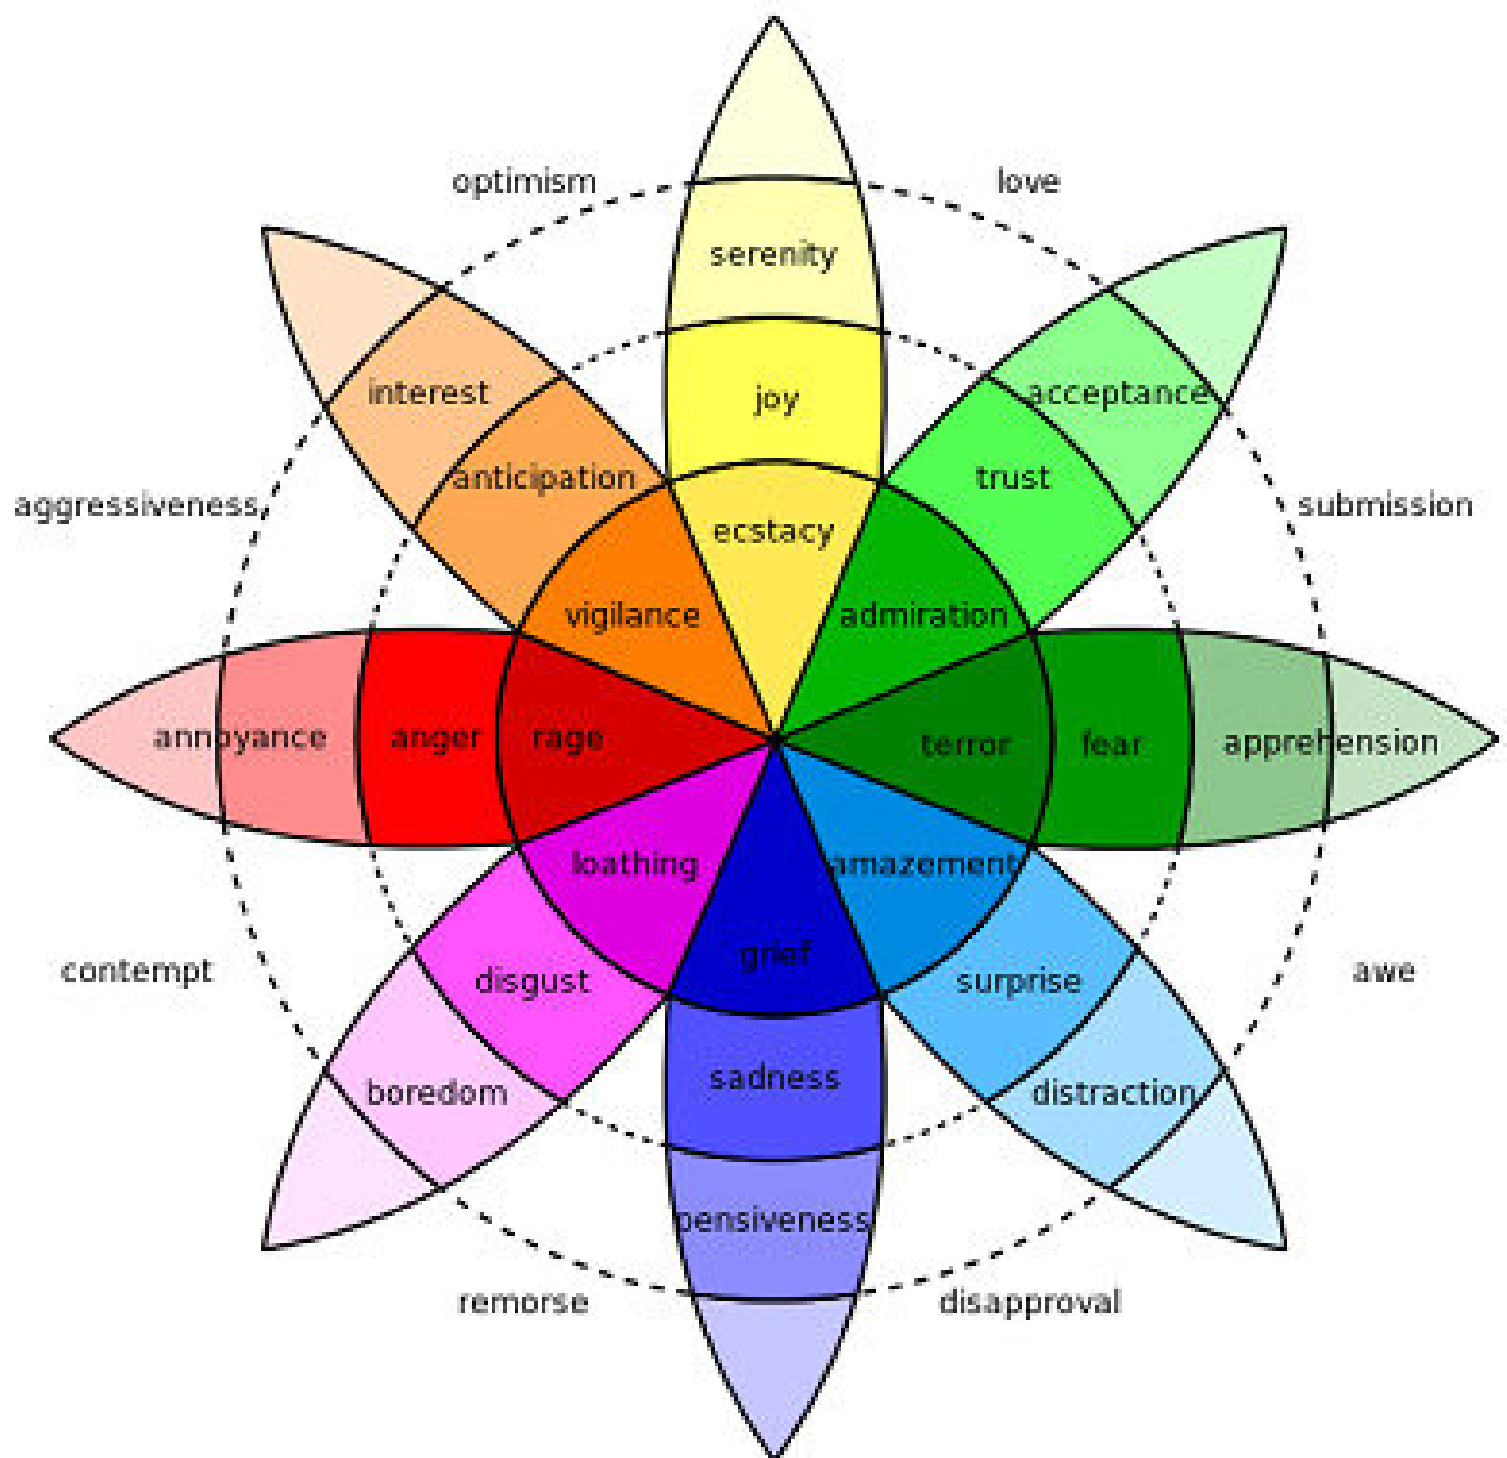 optimism
love
serenity
interest
joy
acceptance
anticipation
trust
aggressiveness
submission
ecstacy
vigilance
admiration
annoyance
anger
rage
terror
fear
apprehension
loathing
amazement
contempt
grief
awe
disgust
surprise
sadness
boredom
distraction
pensiveness
remorse
disapproval